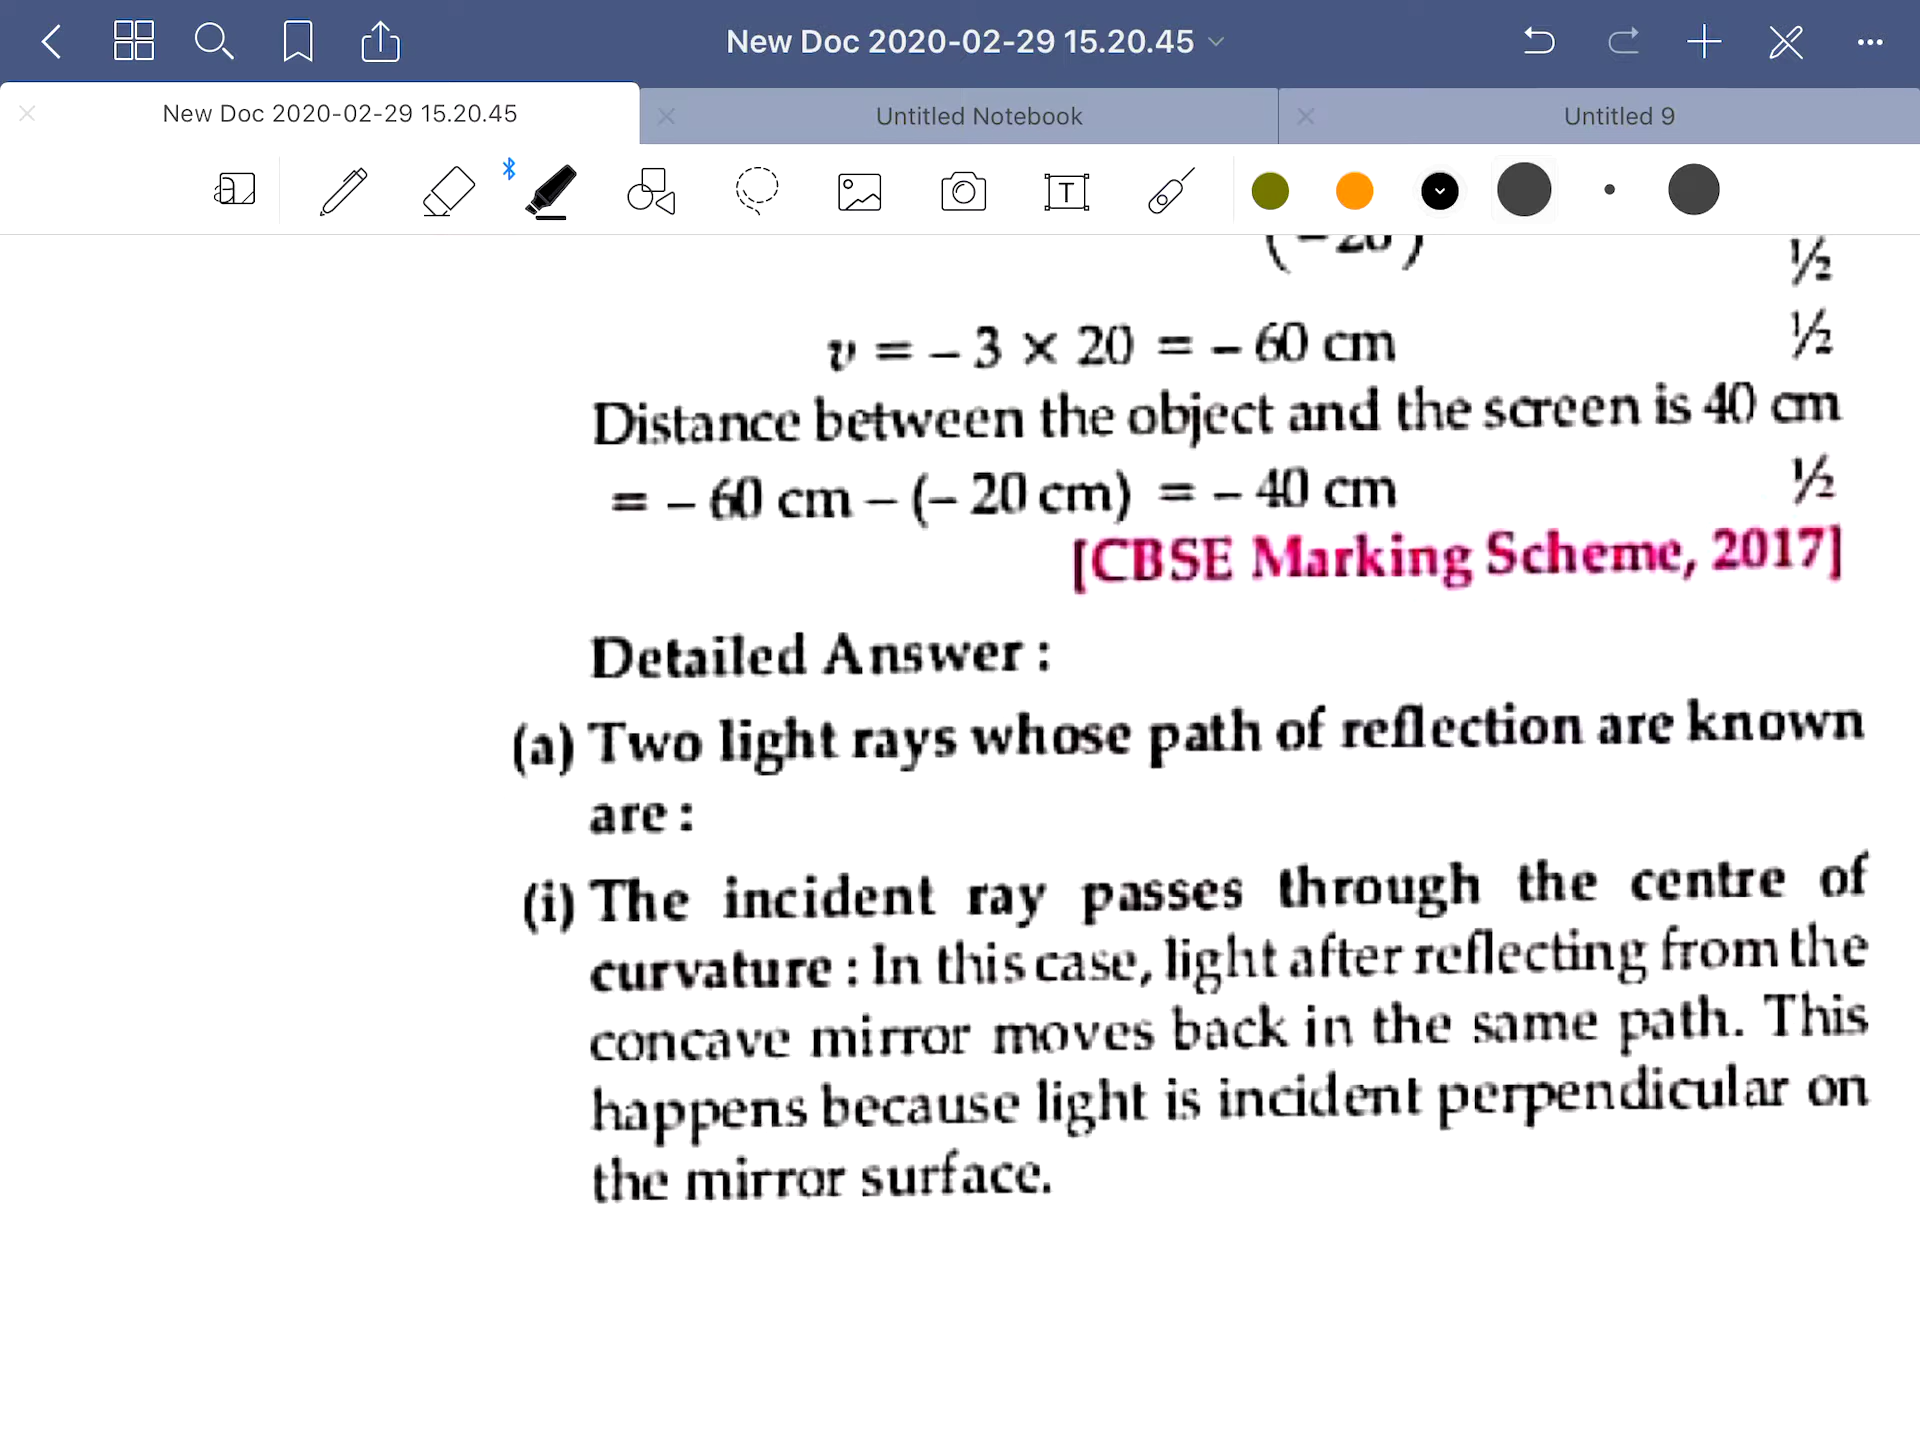 New Doc 2020-02-29 15.20.45
New Doc 2020-02-29 15.20.45
Untitled Notebook
Untitled 9
½
v = – 3 × 20 = – 60 cm ½
Distance between the object and the screen is 40 cm
= – 60 cm – (– 20 cm) = – 40 cm ½
[CBSE Marking Scheme, 2017]
Detailed Answer :
(a) Two light rays whose path of reflection are known
are :
(i) The incident ray passes through the centre of
curvature : In this case, light after reflecting from the
concave mirror moves back in the same path. This
happens because light is incident perpendicular on
the mirror surface.